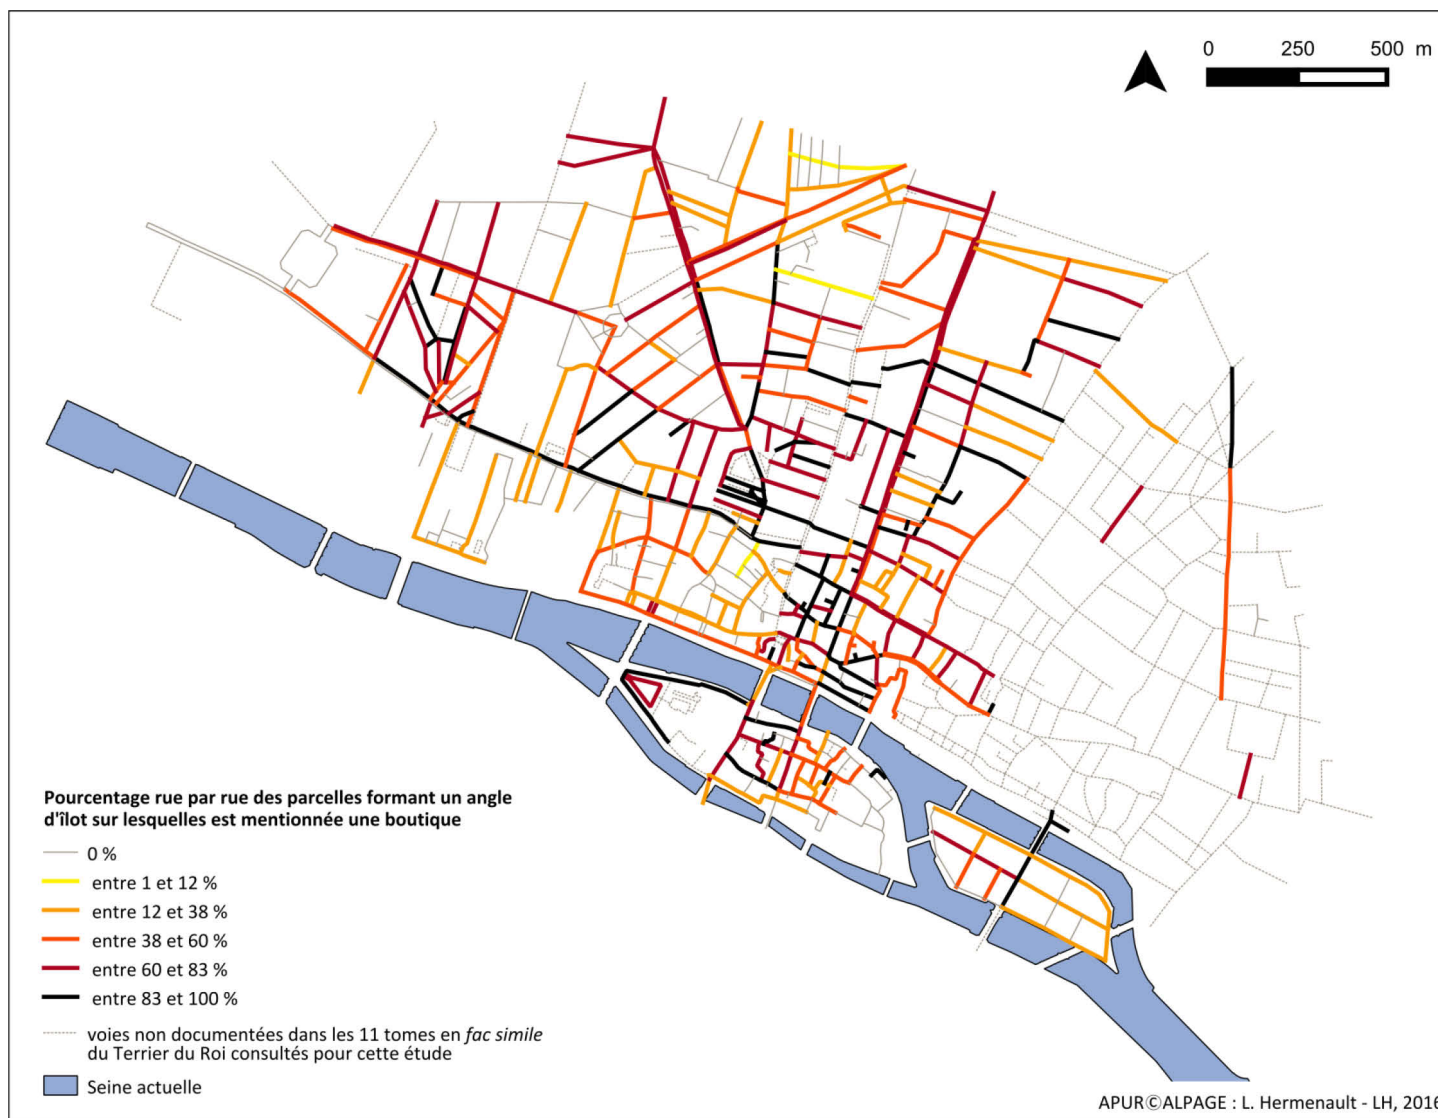 0 250 500 m
Pourcentage rue par rue des parcelles formant un angle
d'îlot sur lesquelles est mentionnée une boutique
0 %
entre 1 et 12 %
entre 12 et 38 %
entre 38 et 60 %
entre 60 et 83 %
entre 83 et 100 %
voies non documentées dans les 11 tomes en fac simile
du Terrier du Roi consultés pour cette étude
Seine actuelle
APUR©ALPAGE : L. Hermenault - LH, 2016